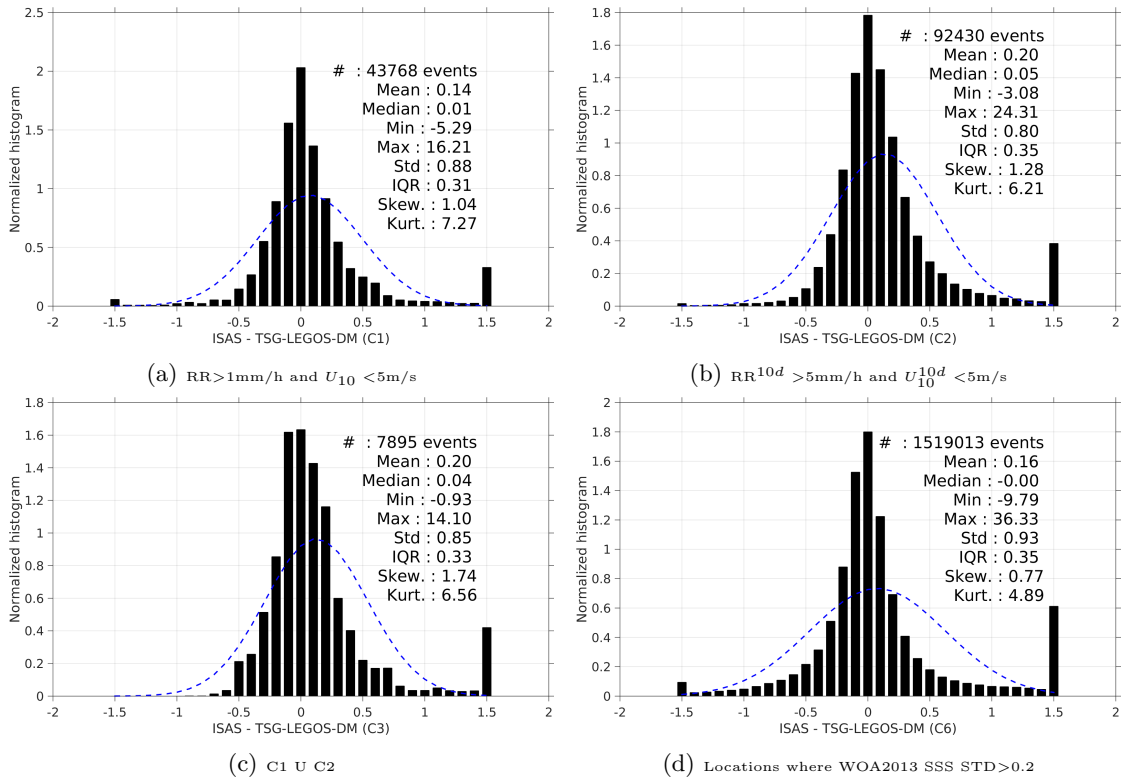 2.5
2
1.5
1
0.5
0
Normalized histogram
# : 43768 events
Mean : 0.14
Median : 0.01
Min : -5.29
Max : 16.21
Std : 0.88
IQR : 0.31
Skew. : 1.04
Kurt. : 7.27
-2 -1.5 -1 -0.5 0 0.5 1 1.5 2
ISAS - TSG-LEGOS-DM (C1)
(a) RR>1mm/h and U10 <5m/s
1.8
1.6
1.4
1.2
1
0.8
0.6
0.4
0.2
0
Normalized histogram
# : 92430 events
Mean : 0.20
Median : 0.05
Min : -3.08
Max : 24.31
Std : 0.80
IQR : 0.35
Skew. : 1.28
Kurt. : 6.21
-2 -1.5 -1 -0.5 0 0.5 1 1.5 2
ISAS - TSG-LEGOS-DM (C2)
(b) RR^10d >5mm/h and U_10^10d <5m/s
1.8
1.6
1.4
1.2
1
0.8
0.6
0.4
0.2
0
Normalized histogram
# : 7895 events
Mean : 0.20
Median : 0.04
Min : -0.93
Max : 14.10
Std : 0.85
IQR : 0.33
Skew. : 1.74
Kurt. : 6.56
-2 -1.5 -1 -0.5 0 0.5 1 1.5 2
ISAS - TSG-LEGOS-DM (C3)
(c) C1 U C2
2
1.8
1.6
1.4
1.2
1
0.8
0.6
0.4
0.2
0
Normalized histogram
# : 1519013 events
Mean : 0.16
Median : -0.00
Min : -9.79
Max : 36.33
Std : 0.93
IQR : 0.35
Skew. : 0.77
Kurt. : 4.89
-2 -1.5 -1 -0.5 0 0.5 1 1.5 2
ISAS - TSG-LEGOS-DM (C6)
(d) Locations where WOA2013 SSS STD>0.2